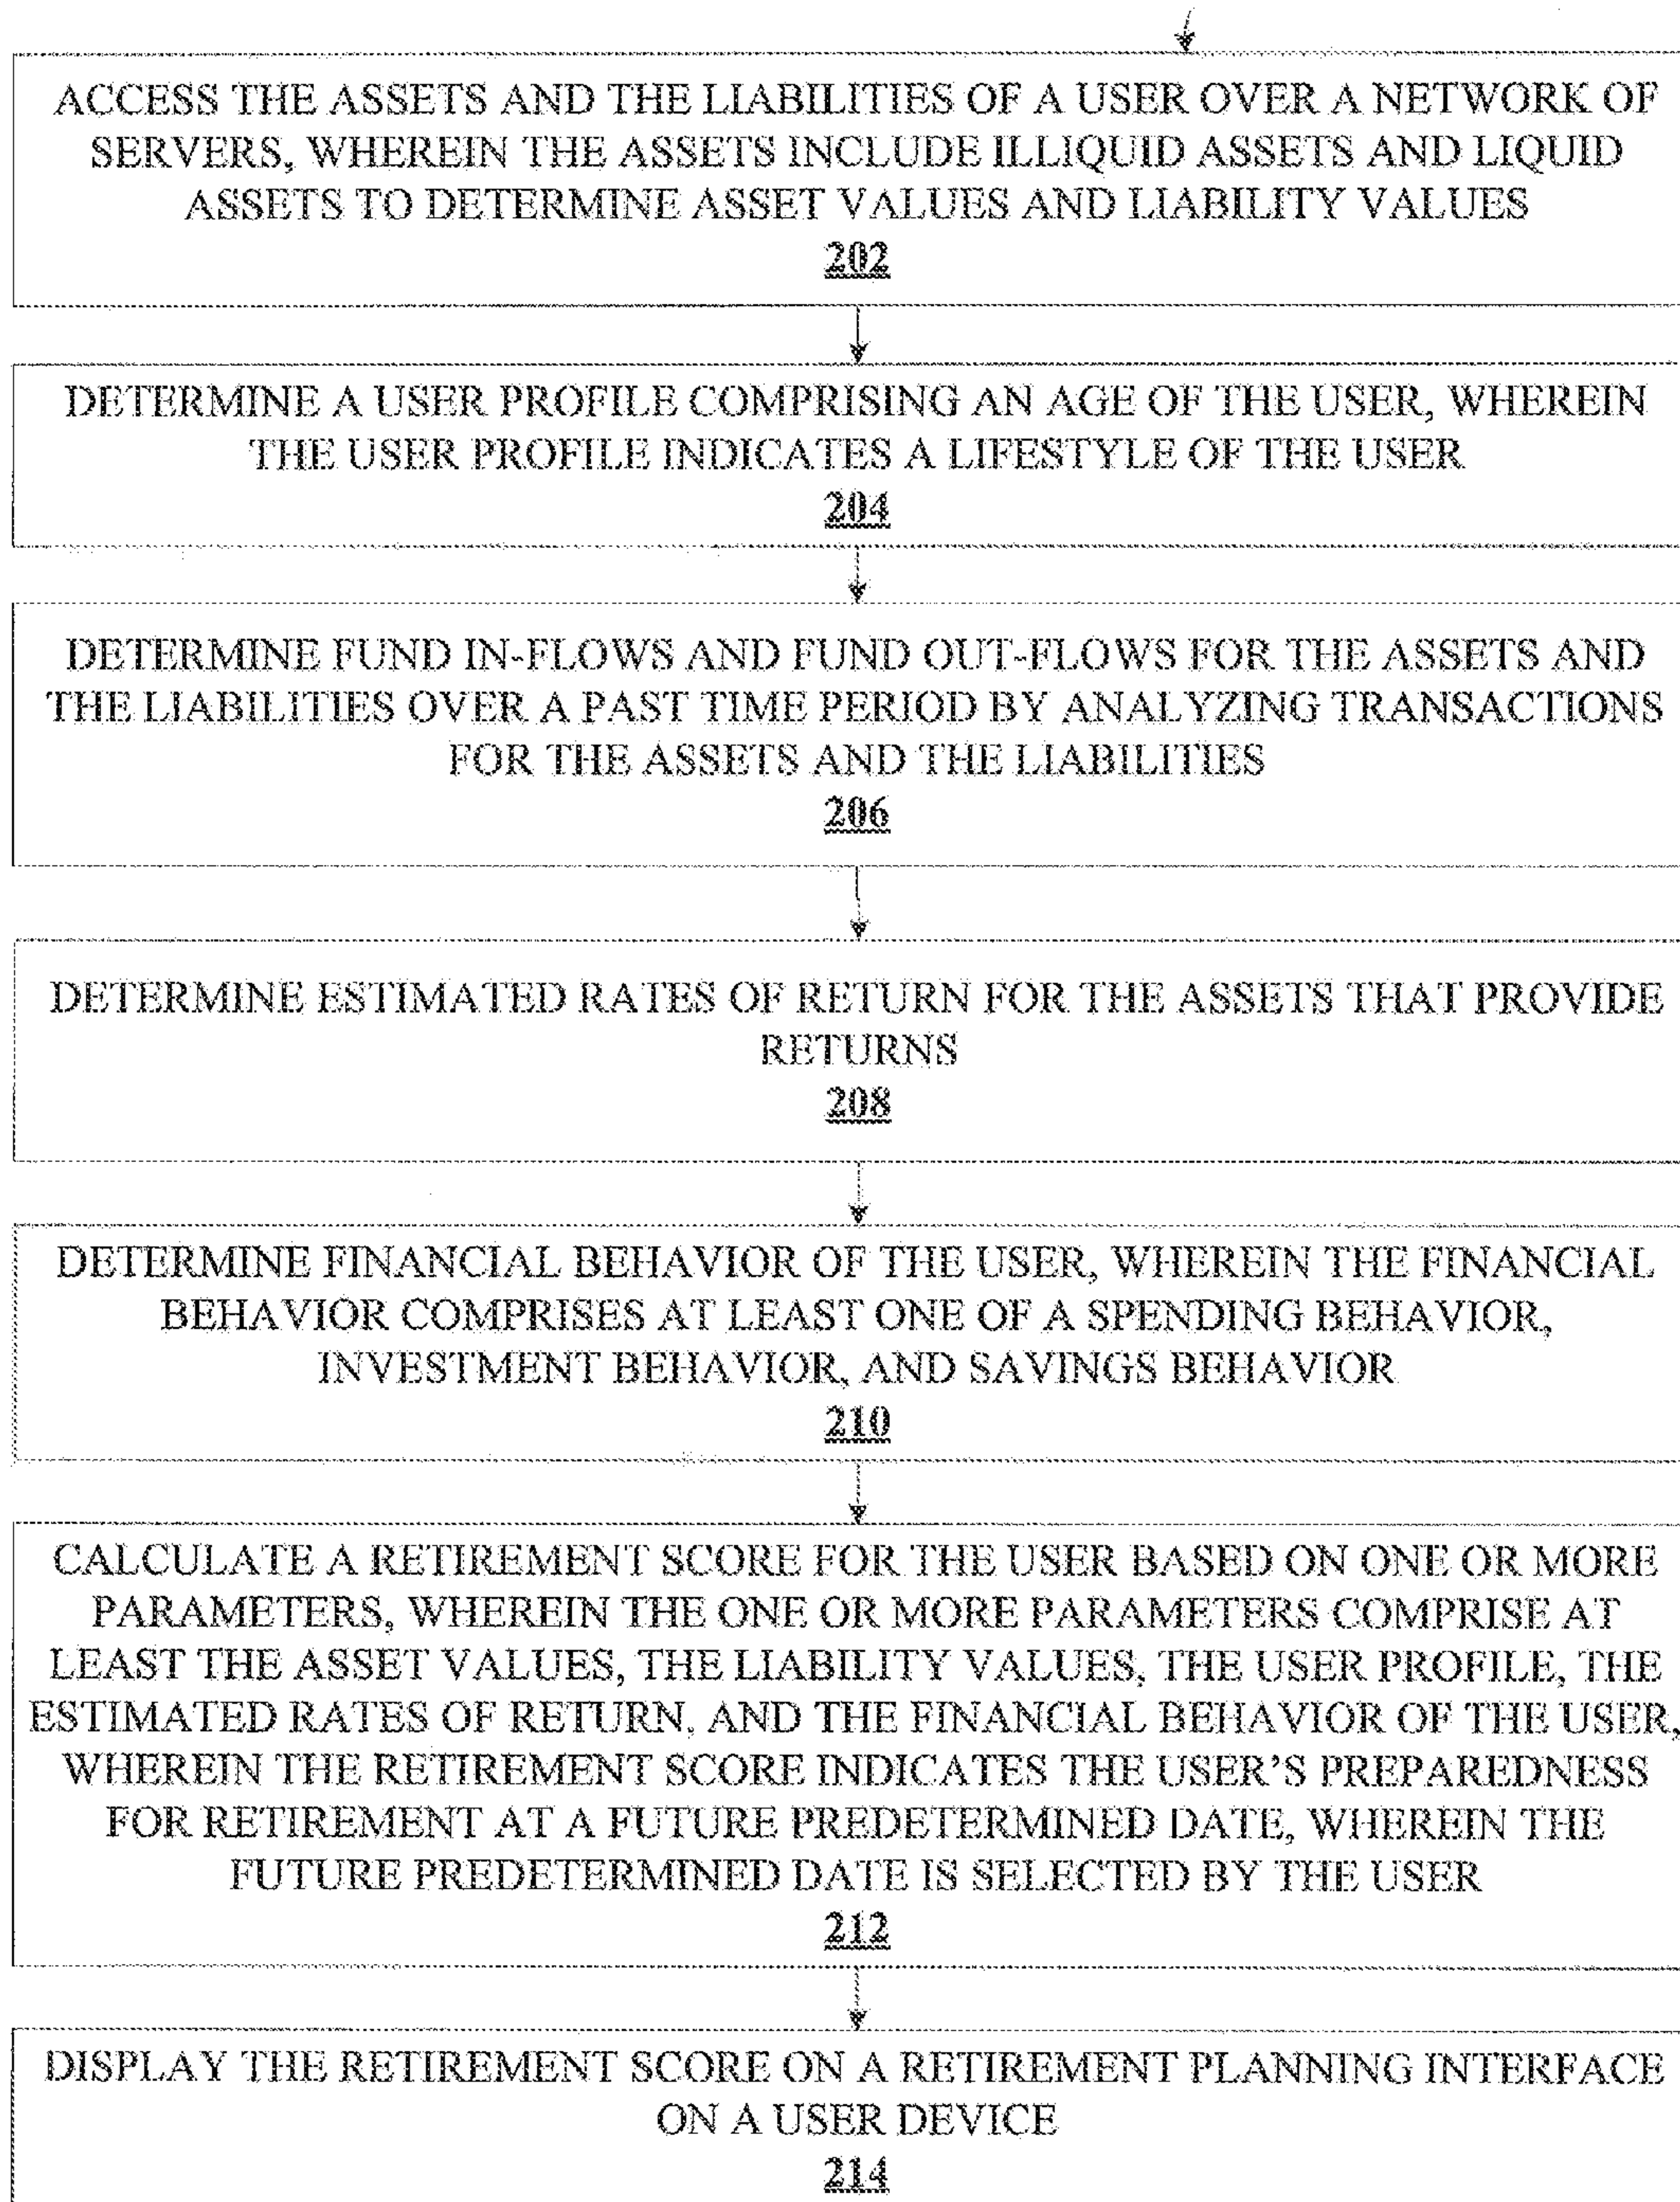 ACCESS THE ASSETS AND THE LIABILITIES OF A USER OVER A NETWORK OF
SERVERS, WHEREIN THE ASSETS INCLUDE ILLIQUID ASSETS AND LIQUID
ASSETS TO DETERMINE ASSET VALUES AND LIABILITY VALUES
202
DETERMINE A USER PROFILE COMPRISING AN AGE OF THE USER, WHEREIN
THE USER PROFILE INDICATES A LIFESTYLE OF THE USER
204
DETERMINE FUND IN-FLOWS AND FUND OUT-FLOWS FOR THE ASSETS AND
THE LIABILITIES OVER A PAST TIME PERIOD BY ANALYZING TRANSACTIONS
FOR THE ASSETS AND THE LIABILITIES
206
DETERMINE ESTIMATED RATES OF RETURN FOR THE ASSETS THAT PROVIDE
RETURNS
208
DETERMINE FINANCIAL BEHAVIOR OF THE USER, WHEREIN THE FINANCIAL
BEHAVIOR COMPRISES AT LEAST ONE OF A SPENDING BEHAVIOR,
INVESTMENT BEHAVIOR, AND SAVINGS BEHAVIOR
210
CALCULATE A RETIREMENT SCORE FOR THE USER BASED ON ONE OR MORE
PARAMETERS, WHEREIN THE ONE OR MORE PARAMETERS COMPRISE AT
LEAST THE ASSET VALUES, THE LIABILITY VALUES, THE USER PROFILE, THE
ESTIMATED RATES OF RETURN, AND THE FINANCIAL BEHAVIOR OF THE USER,
WHEREIN THE RETIREMENT SCORE INDICATES THE USER'S PREPAREDNESS
FOR RETIREMENT AT A FUTURE PREDETERMINED DATE, WHEREIN THE
FUTURE PREDETERMINED DATE IS SELECTED BY THE USER
212
DISPLAY THE RETIREMENT SCORE ON A RETIREMENT PLANNING INTERFACE
ON A USER DEVICE
214